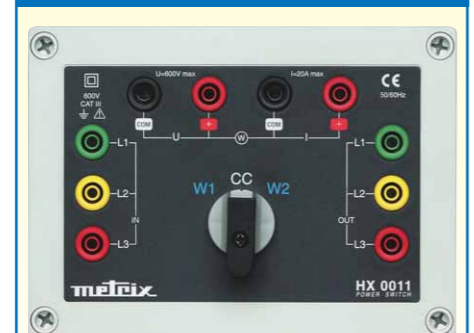 U=600V max
I=20A max
CE
50/60Hz
600V
CAT III
COM
+
COM
+
U
W
I
L1
L1
L2
L2
IN
OUT
L3
L3
W1
CC
W2
metrix
HX 0011
POWER SWITCH